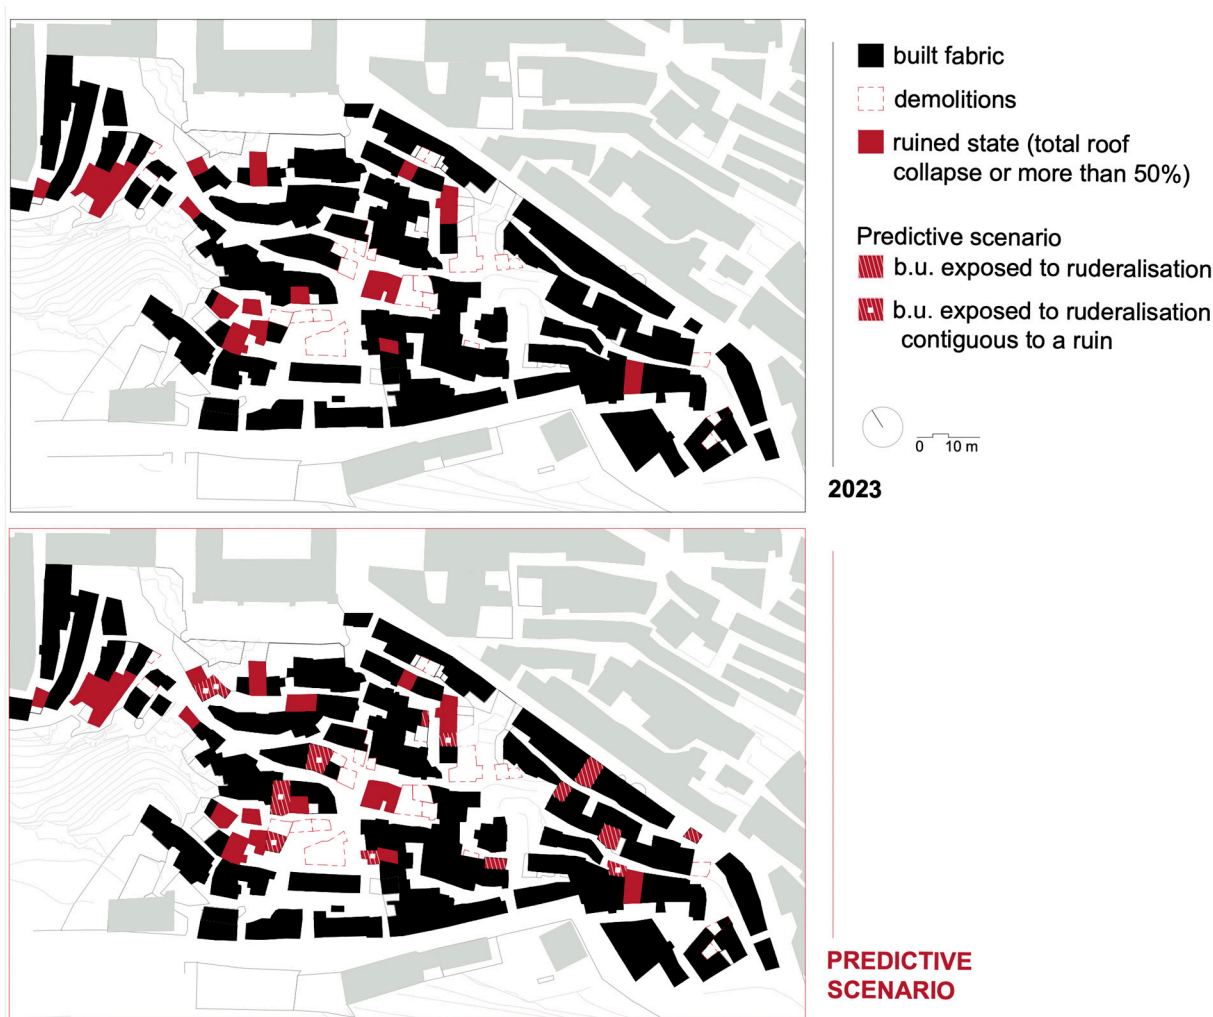 built fabric
demolitions
ruined state (total roof
collapse or more than 50%)
Predictive scenario
b.u. exposed to ruderalisation
b.u. exposed to ruderalisation
contiguous to a ruin
0 10 m
2023
PREDICTIVE
SCENARIO